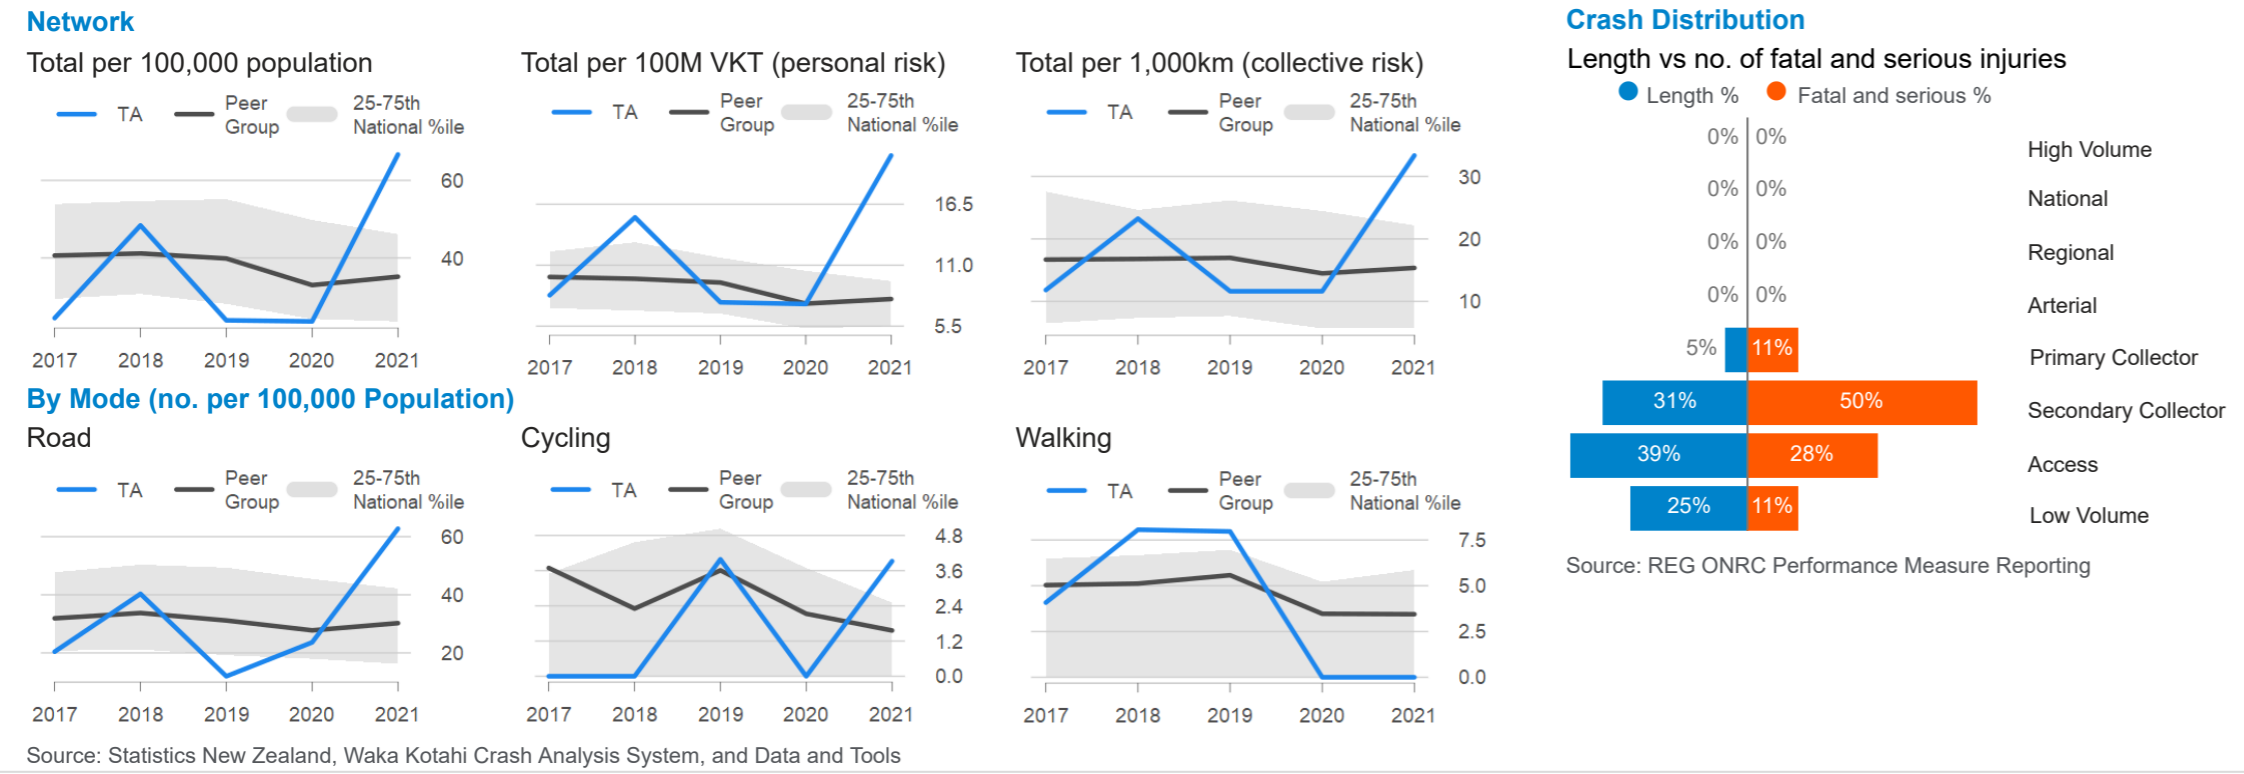 Network
Total per 100,000 population
TA
Peer Group
25-75th National %ile
60
40
2017 2018 2019 2020 2021
Total per 100M VKT (personal risk)
TA
Peer Group
25-75th National %ile
16.5
11.0
5.5
2017 2018 2019 2020 2021
Total per 1,000km (collective risk)
TA
Peer Group
25-75th National %ile
30
20
10
2017 2018 2019 2020 2021
By Mode (no. per 100,000 Population)
Road
TA
Peer Group
25-75th National %ile
60
40
20
2017 2018 2019 2020 2021
Cycling
TA
Peer Group
25-75th National %ile
4.8
3.6
2.4
1.2
0.0
2017 2018 2019 2020 2021
Walking
TA
Peer Group
25-75th National %ile
7.5
5.0
2.5
0.0
2017 2018 2019 2020 2021
Source: Statistics New Zealand, Waka Kotahi Crash Analysis System, and Data and Tools
Crash Distribution
Length vs no. of fatal and serious injuries
Length % Fatal and serious %
0% 0% High Volume
0% 0% National
0% 0% Regional
0% 0% Arterial
5% 11% Primary Collector
31% 50% Secondary Collector
39% 28% Access
25% 11% Low Volume
Source: REG ONRC Performance Measure Reporting